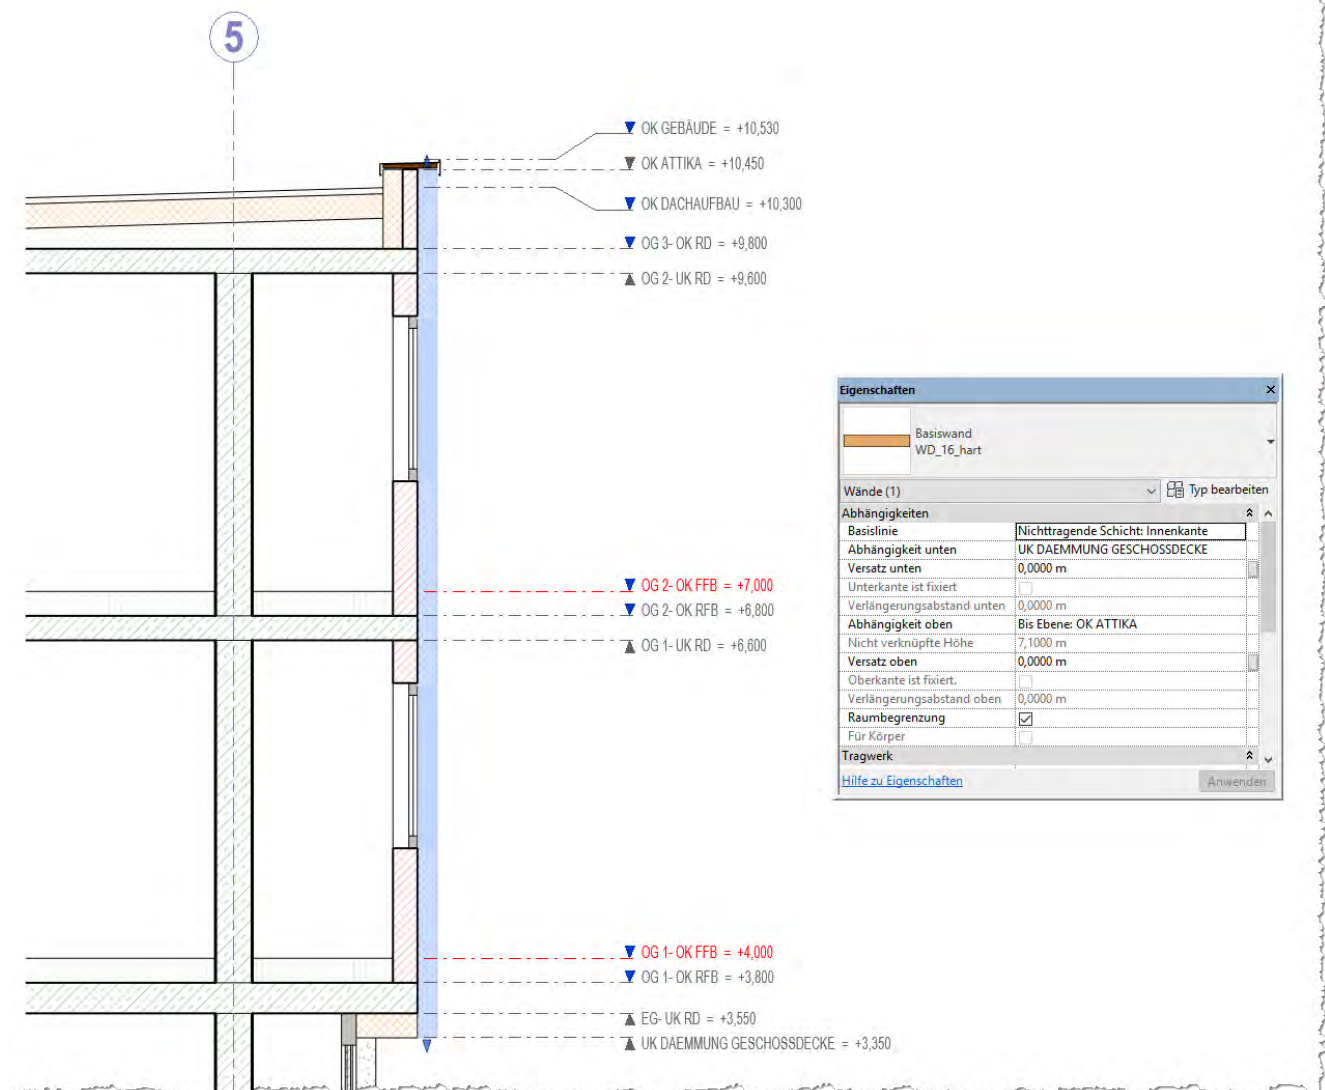 5
OK GEBÄUDE = +10,530
OK ATTIKA = +10,450
OK DACHAUFBAU = +10,300
OG 3- OK RD = +9,800
OG 2- UK RD = +9,600
OG 2- OK FFB = +7,000
OG 2- OK RFB = +6,800
OG 1- UK RD = +6,600
OG 1- OK FFB = +4,000
OG 1- OK RFB = +3,800
EG- UK RD = +3,550
UK DAEMMUNG GESCHOSSDECKE = +3,350
Eigenschaften
Basiswand
WD_16_hart
Wände (1) Typ bearbeiten
Abhängigkeiten
Basislinie Nichttragende Schicht: Innenkante
Abhängigkeit unten UK DAEMMUNG GESCHOSSDECKE
Versatz unten 0,0000 m
Unterkante ist fixiert
Verlängerungsabstand unten 0,0000 m
Abhängigkeit oben Bis Ebene: OK ATTIKA
Nicht verknüpfte Höhe 7,1000 m
Versatz oben 0,0000 m
Oberkante ist fixiert.
Verlängerungsabstand oben 0,0000 m
Raumbegrenzung
Für Körper
Tragwerk
Hilfe zu Eigenschaften Anwenden